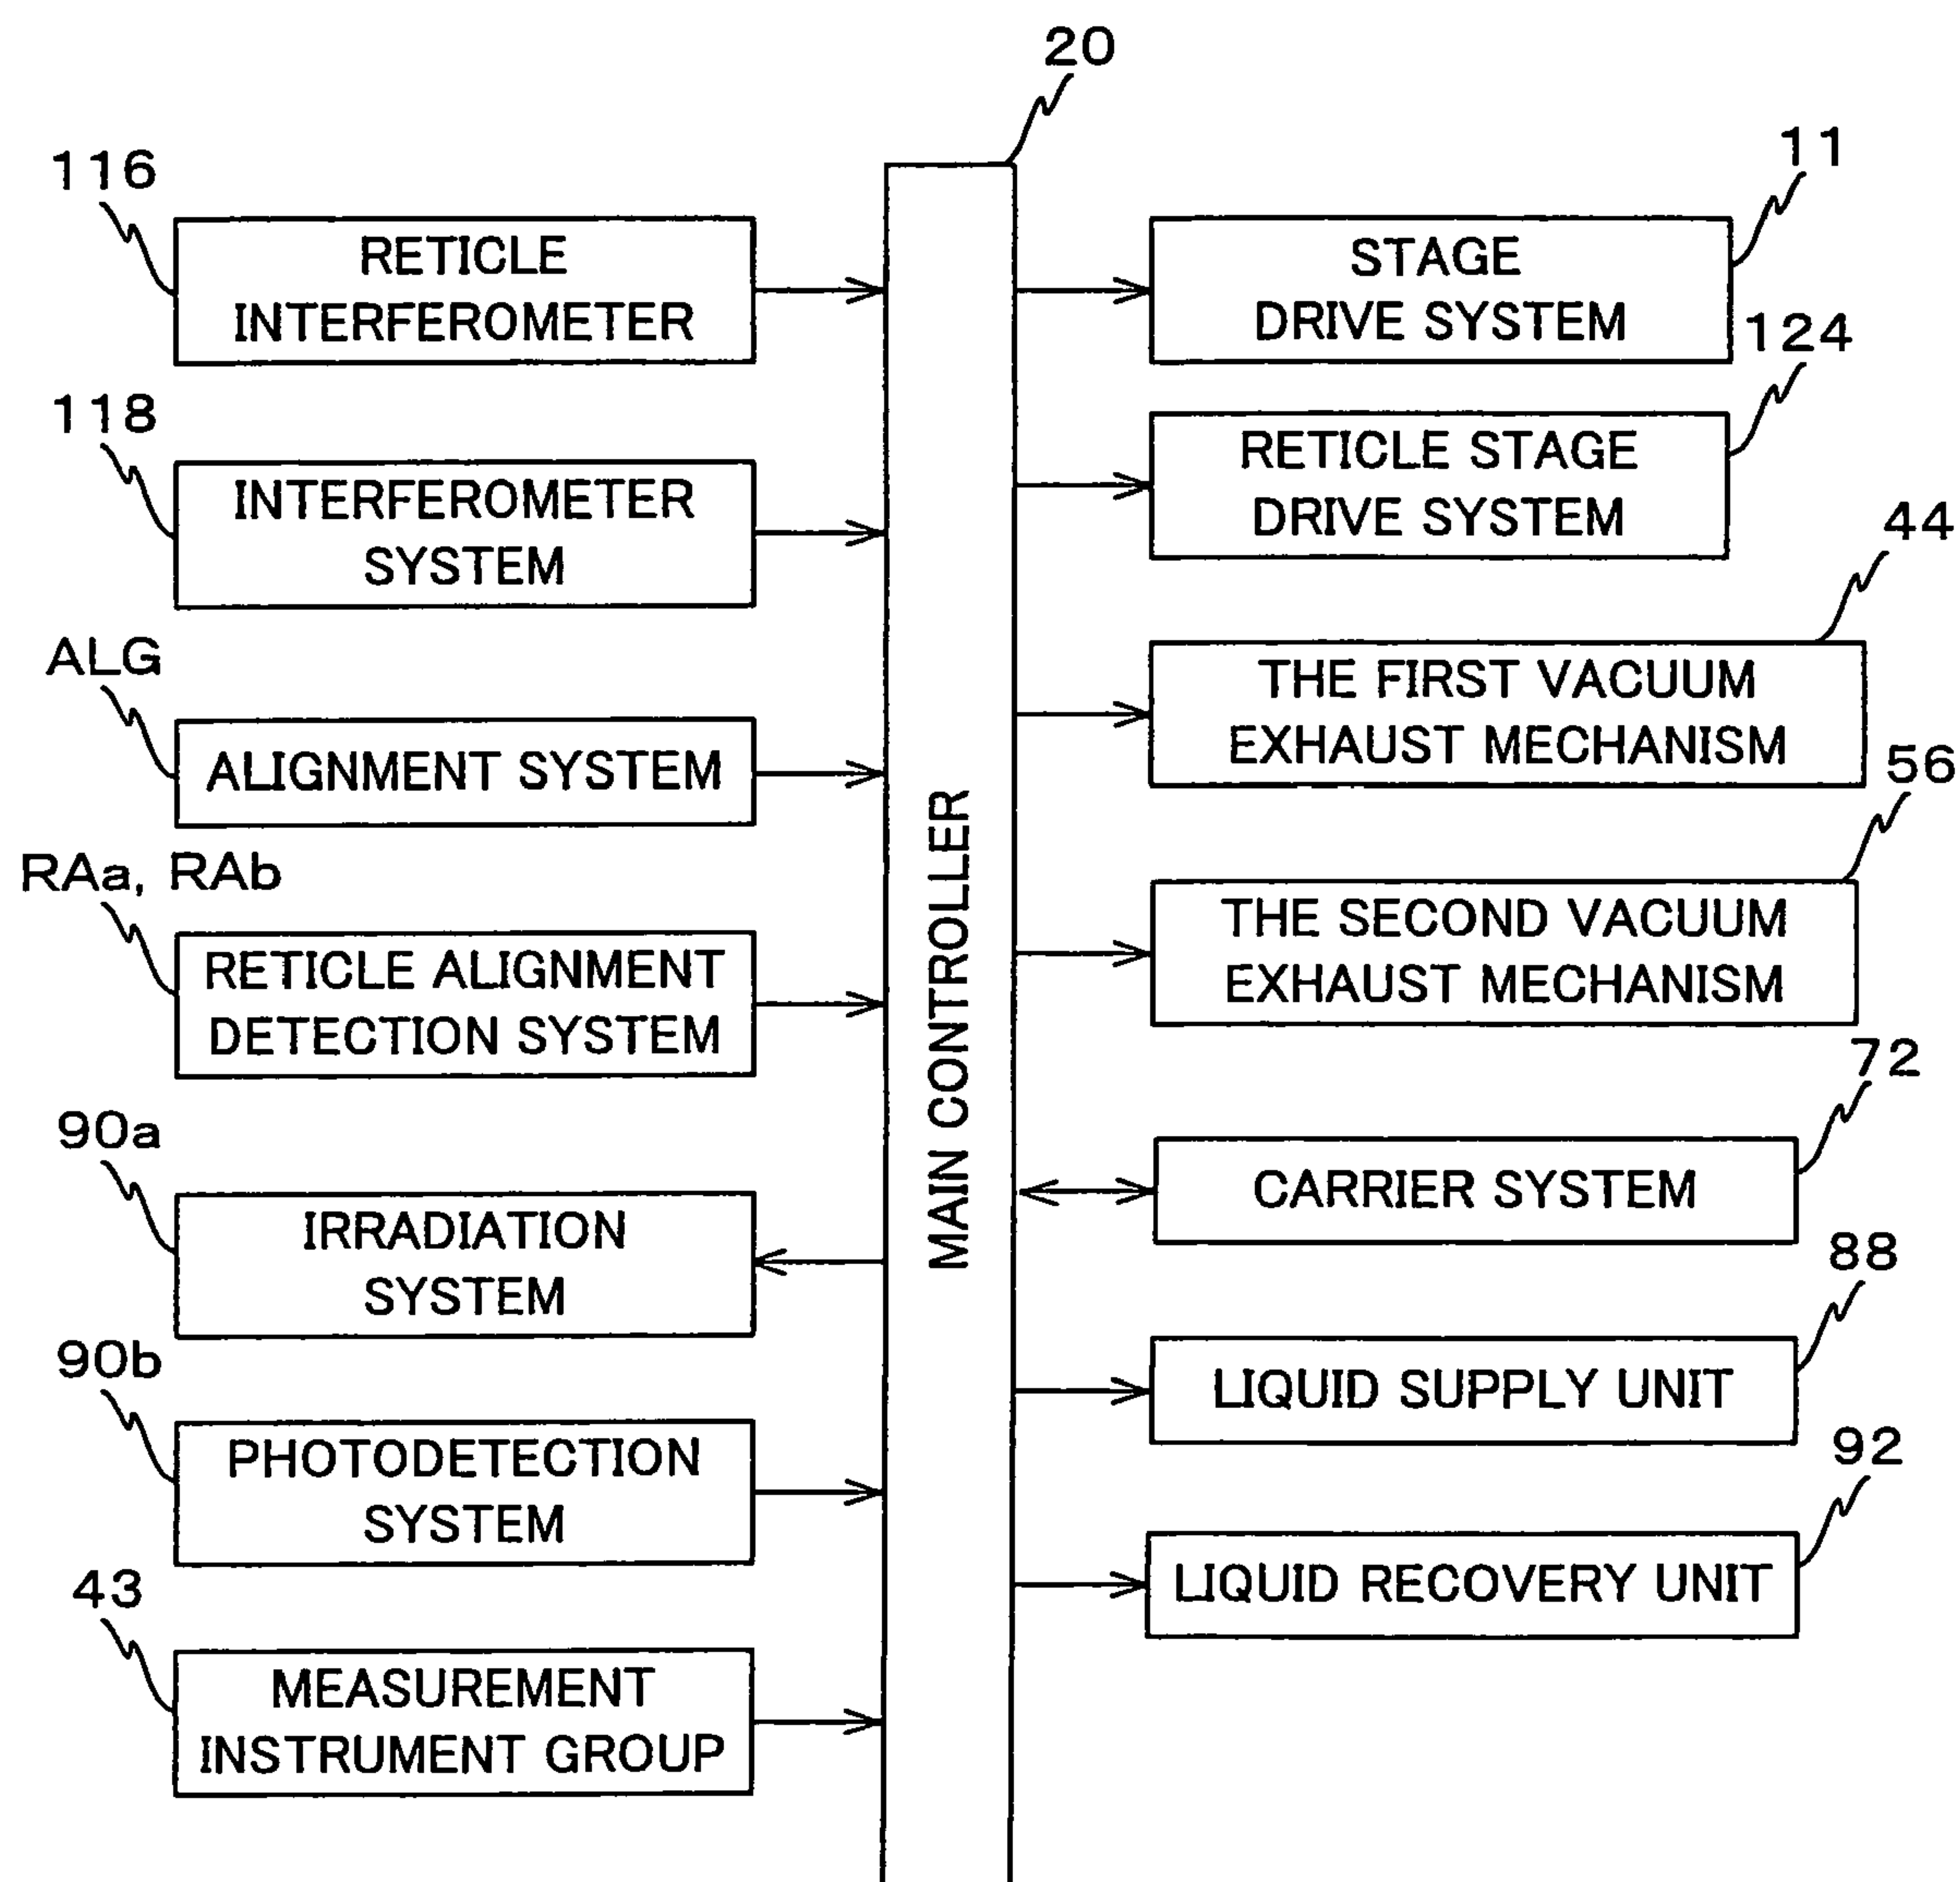 20
116
RETICLE
INTERFEROMETER
118
INTERFEROMETER
SYSTEM
ALG
ALIGNMENT SYSTEM
RAa, RAb
RETICLE ALIGNMENT
DETECTION SYSTEM
90a
IRRADIATION
SYSTEM
90b
PHOTODETECTION
SYSTEM
43
MEASUREMENT
INSTRUMENT GROUP
MAIN CONTROLLER
11
STAGE
DRIVE SYSTEM
124
RETICLE STAGE
DRIVE SYSTEM
44
THE FIRST VACUUM
EXHAUST MECHANISM
56
THE SECOND VACUUM
EXHAUST MECHANISM
72
CARRIER SYSTEM
88
LIQUID SUPPLY UNIT
92
LIQUID RECOVERY UNIT